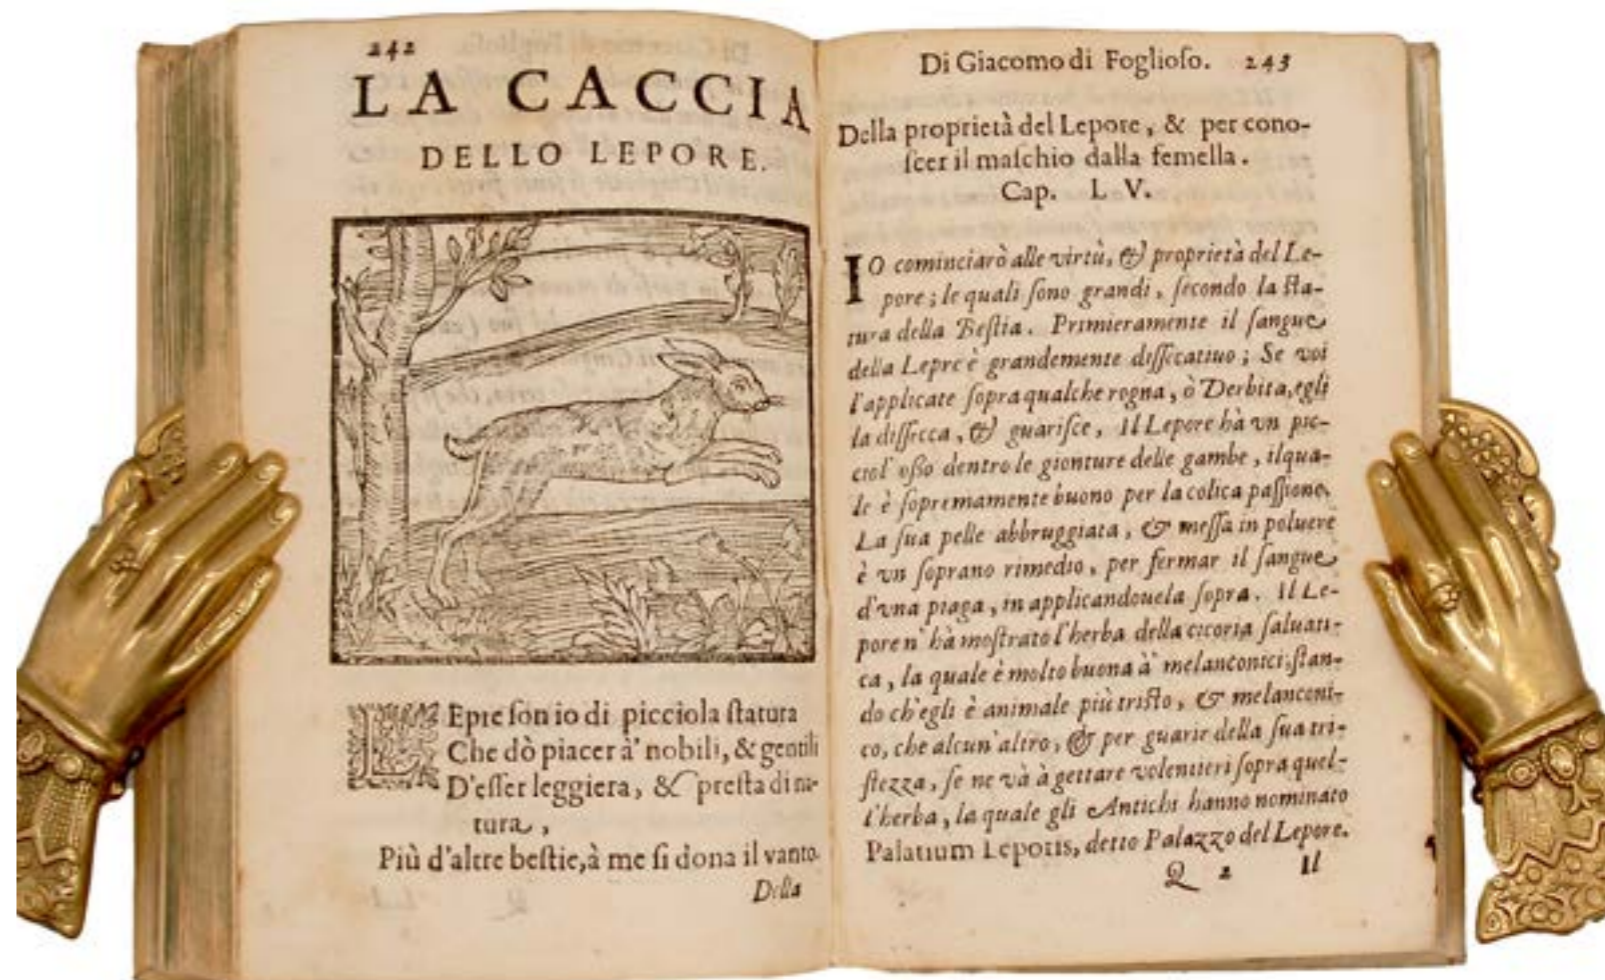 242
LA CACCIA
DELLO LEPORE.
LEpre ſon io di picciola ſtatura
Che dò piacer à' nobili, & gentili
D'eſſer leggiera, & preſta di na-
tura,
Più d'altre beſtie, à me ſi dona il vanto.
Della
Di Giacomo di Foglioſo. 243
Della proprietà del Lepore, & per cono-
ſcer il maſchio dalla femella.
Cap. L V.
IO cominciarò alle virtù, & proprietà del Le-
pore; le quali ſono grandi, ſecondo la ſta-
tura della Beſtia. Primieramente il ſangue
della Lepre è grandemente diſſecatiuo; Se voi
l'applicate ſopra qualche rogna, ò Derbita, egli
la diſſecca, & guariſce, Il Lepore hà vn pic-
ciol' oſſo dentro le gionture delle gambe, ilqua-
le è ſopremamente buono per la colica paſſione.
La ſua pelle abbruggiata, & meſſa in poluere
è vn ſoprano rimedio, per fermar il ſangue
d'vna piaga, in applicandouela ſopra. Il Le-
pore n' hà moſtrato l'herba della cicoria ſaluati-
ca, la quale è molto buona à' melanconici; ſtan-
do ch'egli è animale più triſto, & melanconi-
co, che alcun' altro, & per guarir della ſua tri-
ſtezza, ſe ne và à gettare volentieri ſopra quel-
l'herba, la quale gli Antichi hanno nominato
Palatium Leporis, detto Palazzo del Lepore.
Q 2 Il